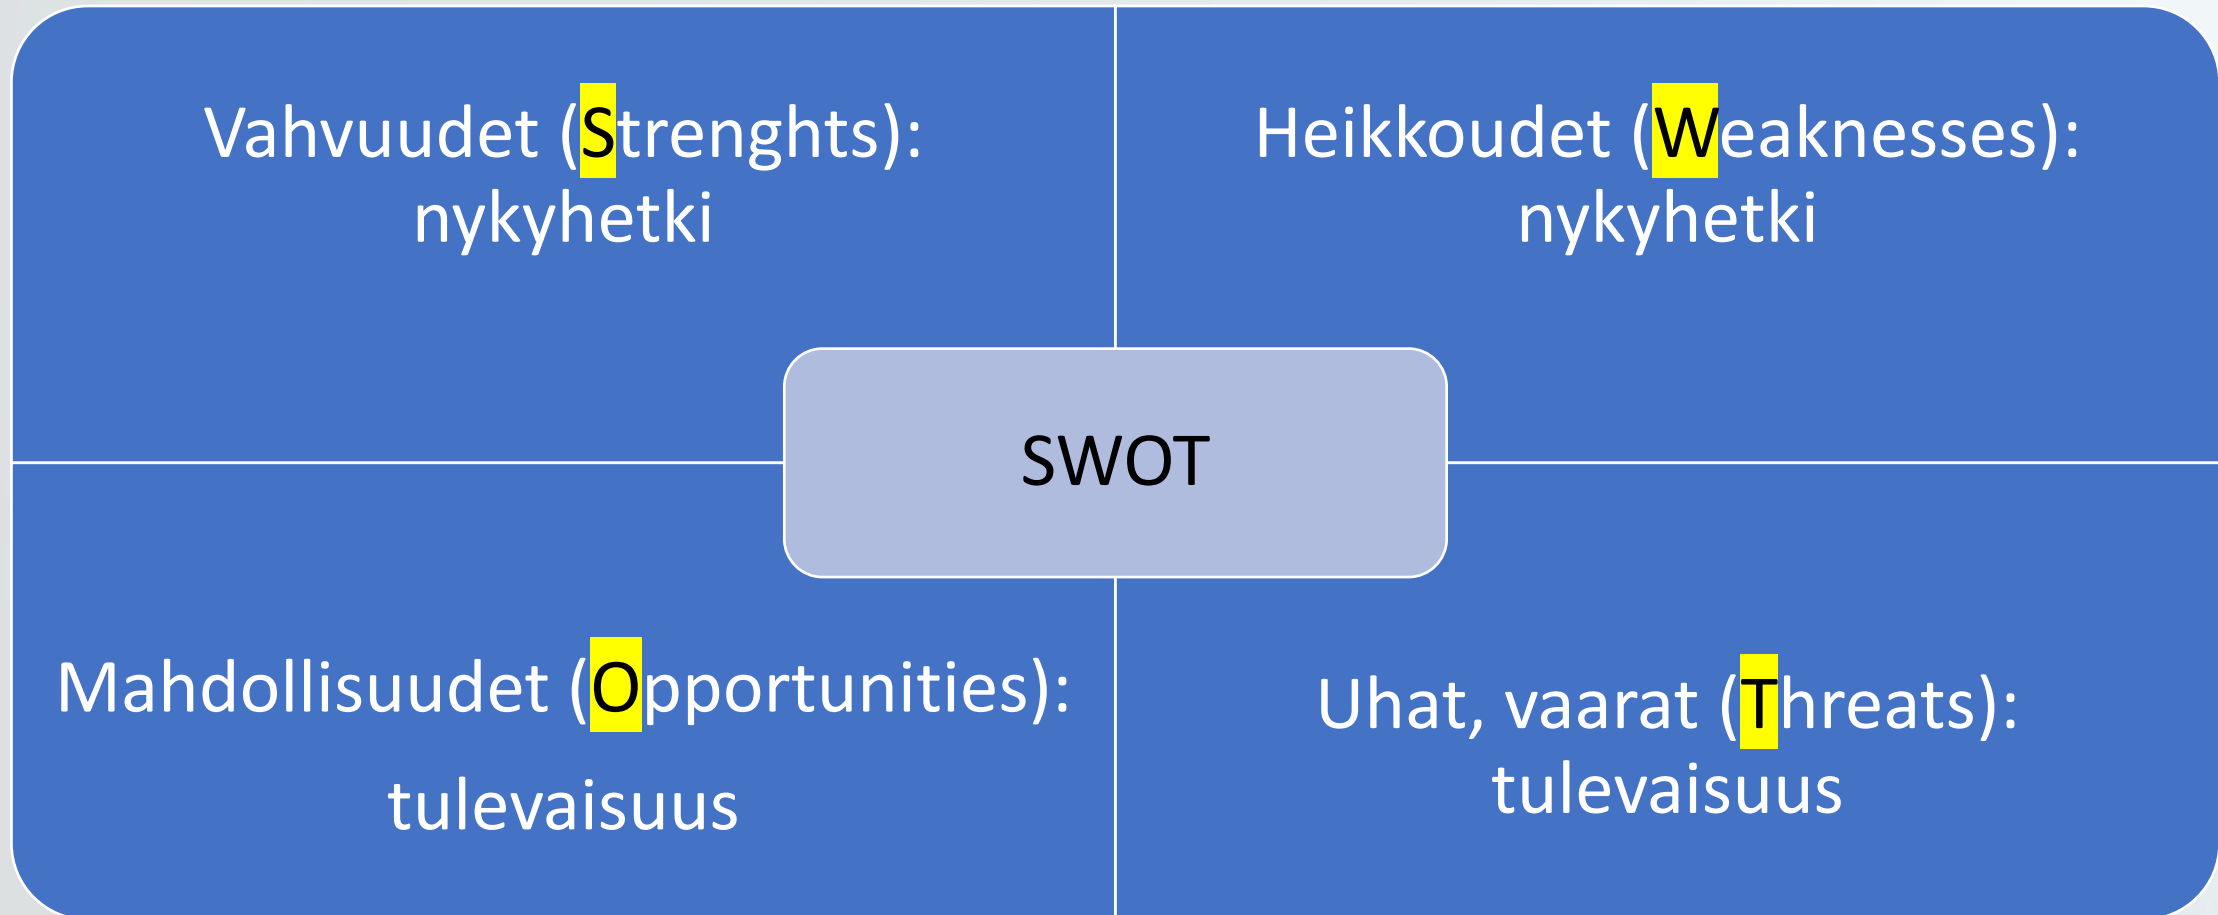 Vahvuudet (Strenghts):
nykyhetki
Heikkoudet (Weaknesses):
nykyhetki
SWOT
Mahdollisuudet (Opportunities):
tulevaisuus
Uhat, vaarat (Threats):
tulevaisuus